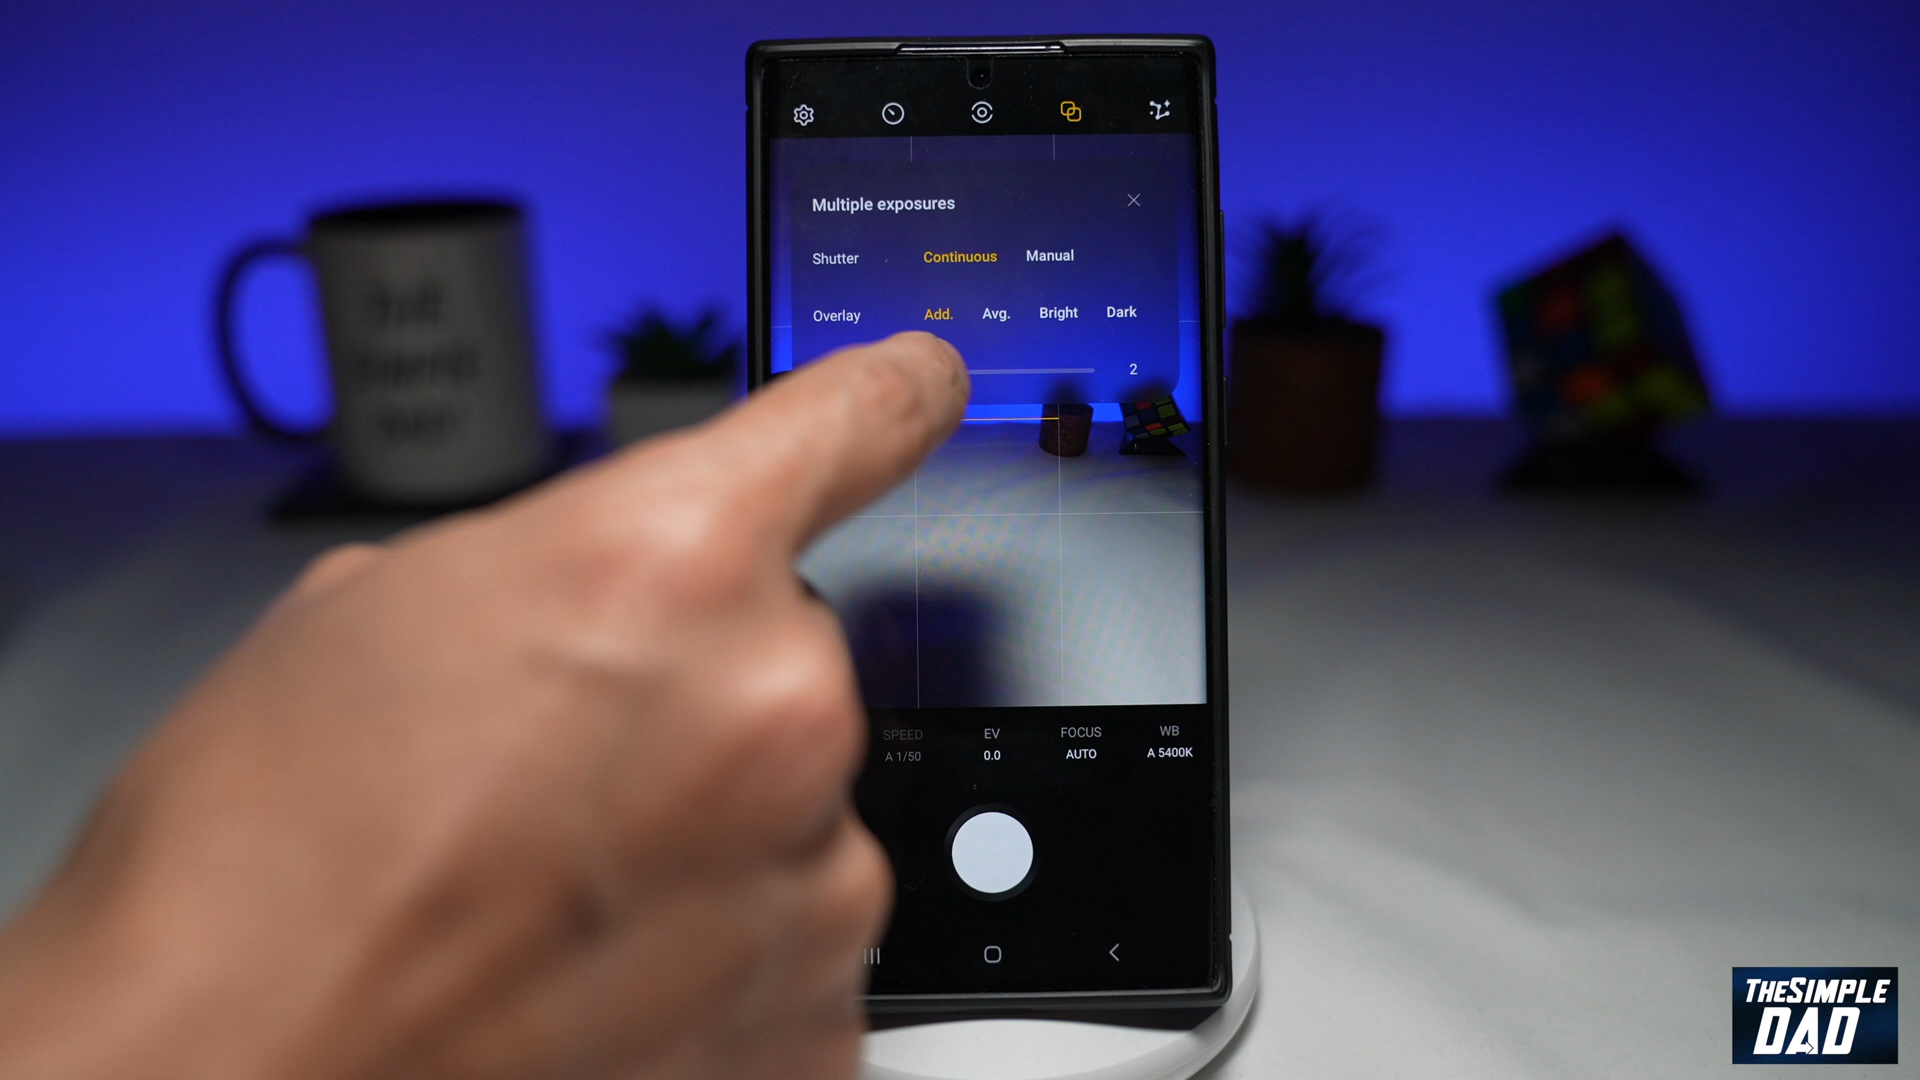 Multiple exposures
Shutter Continuous Manual
Overlay Add. Avg. Bright Dark
2
SPEED EV FOCUS WB
A 1/50 0.0 AUTO A 5400K
THESIMPLE
DAD